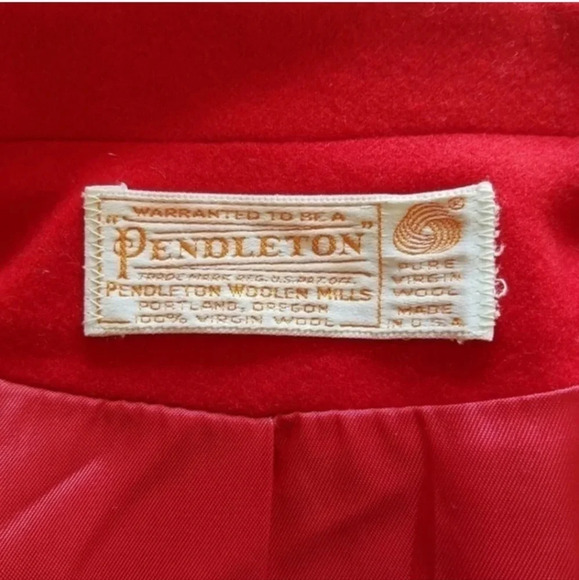 "WARRANTED TO BE A
PENDLETON"
TRADE MARK REG. U.S. PAT. OFF.
PENDLETON WOOLEN MILLS
PORTLAND, OREGON
100% VIRGIN WOOL
®
PURE
VIRGIN
WOOL
MADE
IN U.S.A.